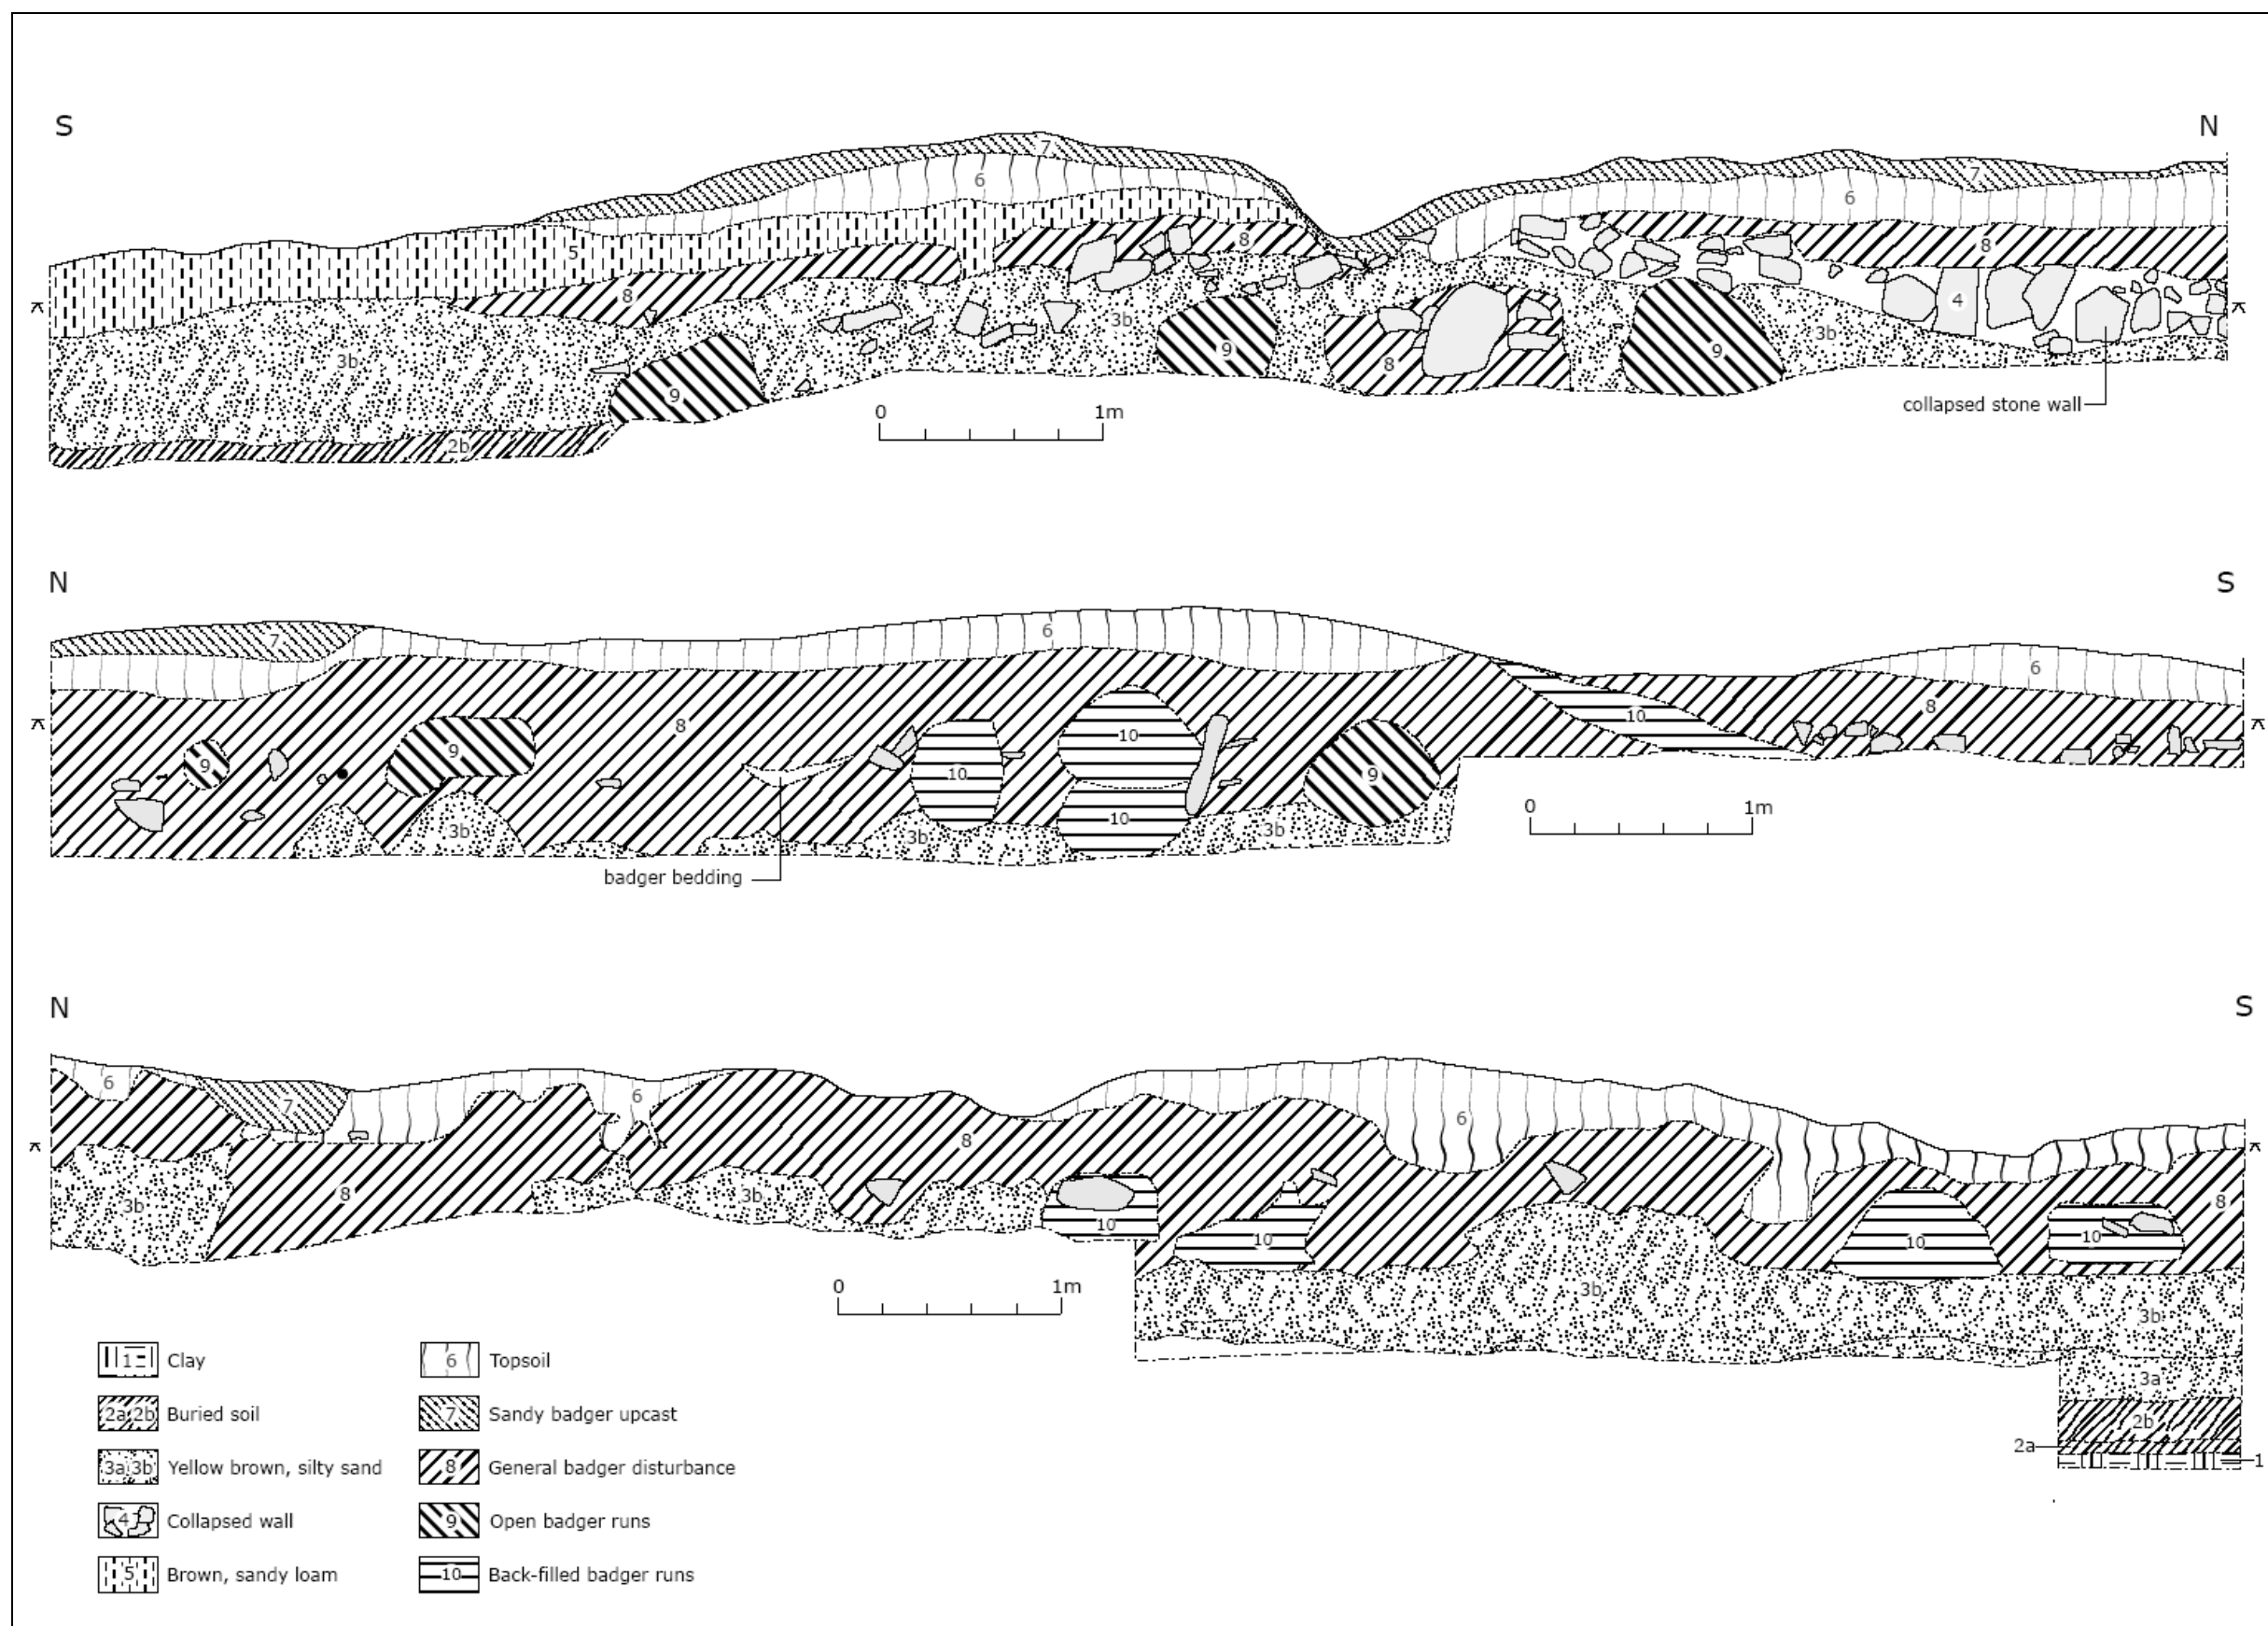 S N
7
6
7
6
5
8
8
8
4
3b
3b
3b
9
9
8
9
collapsed stone wall
0 1m
2b
N S
7
6
6
8
8
10
10
9
9
10
9
10
3b
3b
3b
0 1m
badger bedding
N S
6
7
6
6
8
8
8
3b
3b
10
10
10
10
3b
3b
0 1m
3a
2b
2a
1
1 Clay
2a 2b Buried soil
3a 3b Yellow brown, silty sand
4 Collapsed wall
5 Brown, sandy loam
6 Topsoil
7 Sandy badger upcast
8 General badger disturbance
9 Open badger runs
10 Back-filled badger runs